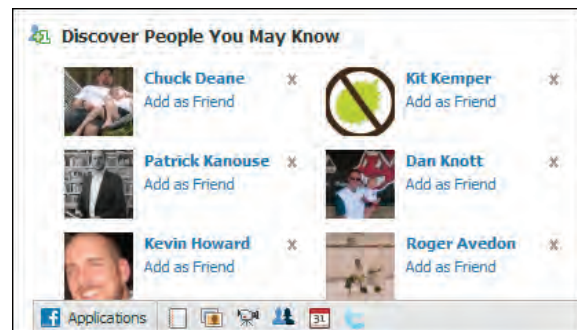 Discover People You May Know
Chuck Deane x
Add as Friend
Kit Kemper x
Add as Friend
Patrick Kanouse x
Add as Friend
Dan Knott x
Add as Friend
Kevin Howard x
Add as Friend
Roger Avedon x
Add as Friend
f Applications 31 t